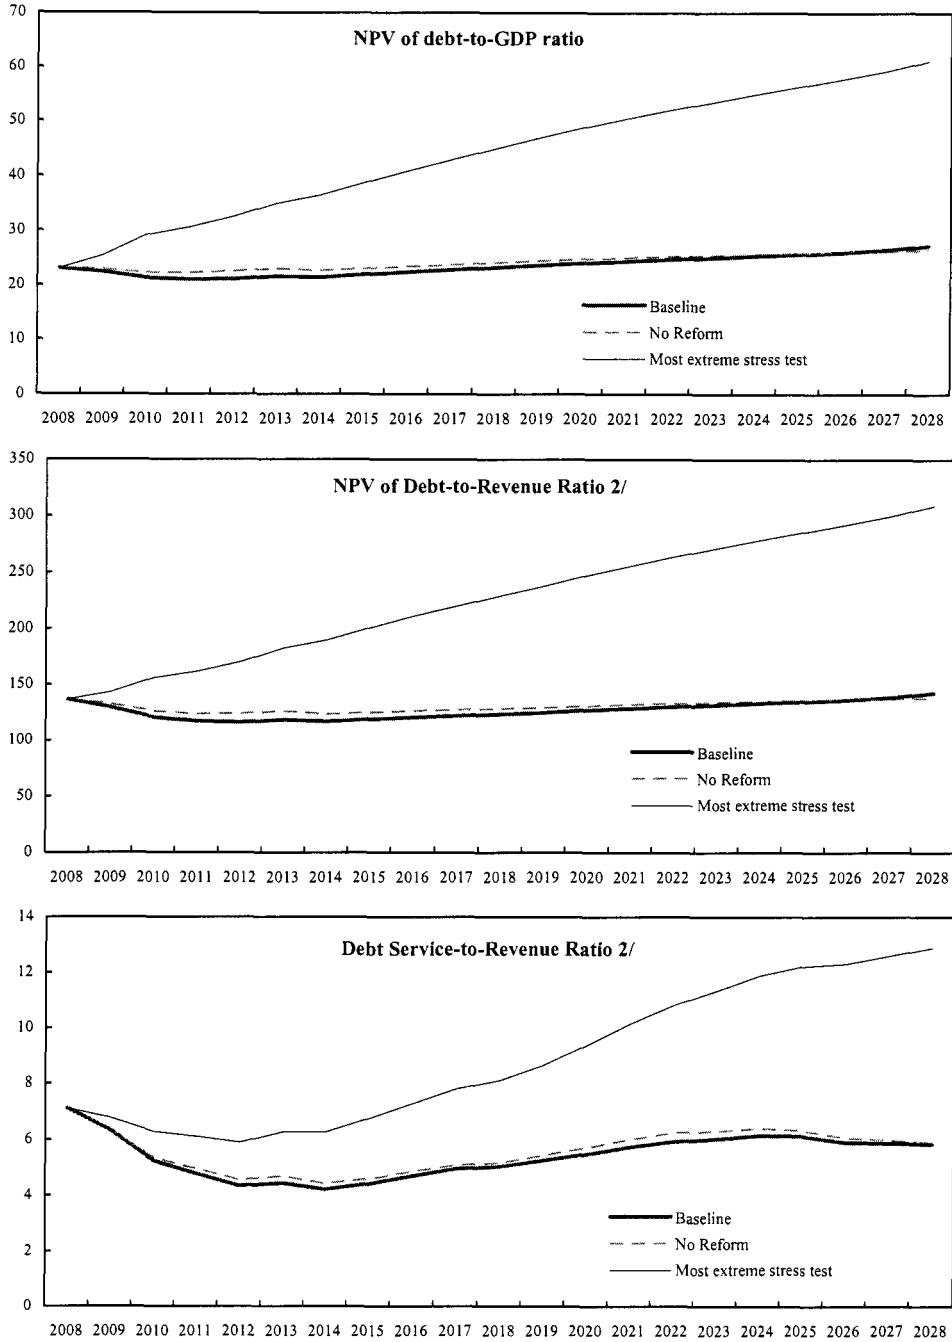 NPV of debt-to-GDP ratio
70
60
50
40
30
20
10
0
Baseline
No Reform
Most extreme stress test
2008 2009 2010 2011 2012 2013 2014 2015 2016 2017 2018 2019 2020 2021 2022 2023 2024 2025 2026 2027 2028
NPV of Debt-to-Revenue Ratio 2/
350
300
250
200
150
100
50
0
Baseline
No Reform
Most extreme stress test
2008 2009 2010 2011 2012 2013 2014 2015 2016 2017 2018 2019 2020 2021 2022 2023 2024 2025 2026 2027 2028
Debt Service-to-Revenue Ratio 2/
14
12
10
8
6
4
2
0
Baseline
No Reform
Most extreme stress test
2008 2009 2010 2011 2012 2013 2014 2015 2016 2017 2018 2019 2020 2021 2022 2023 2024 2025 2026 2027 2028